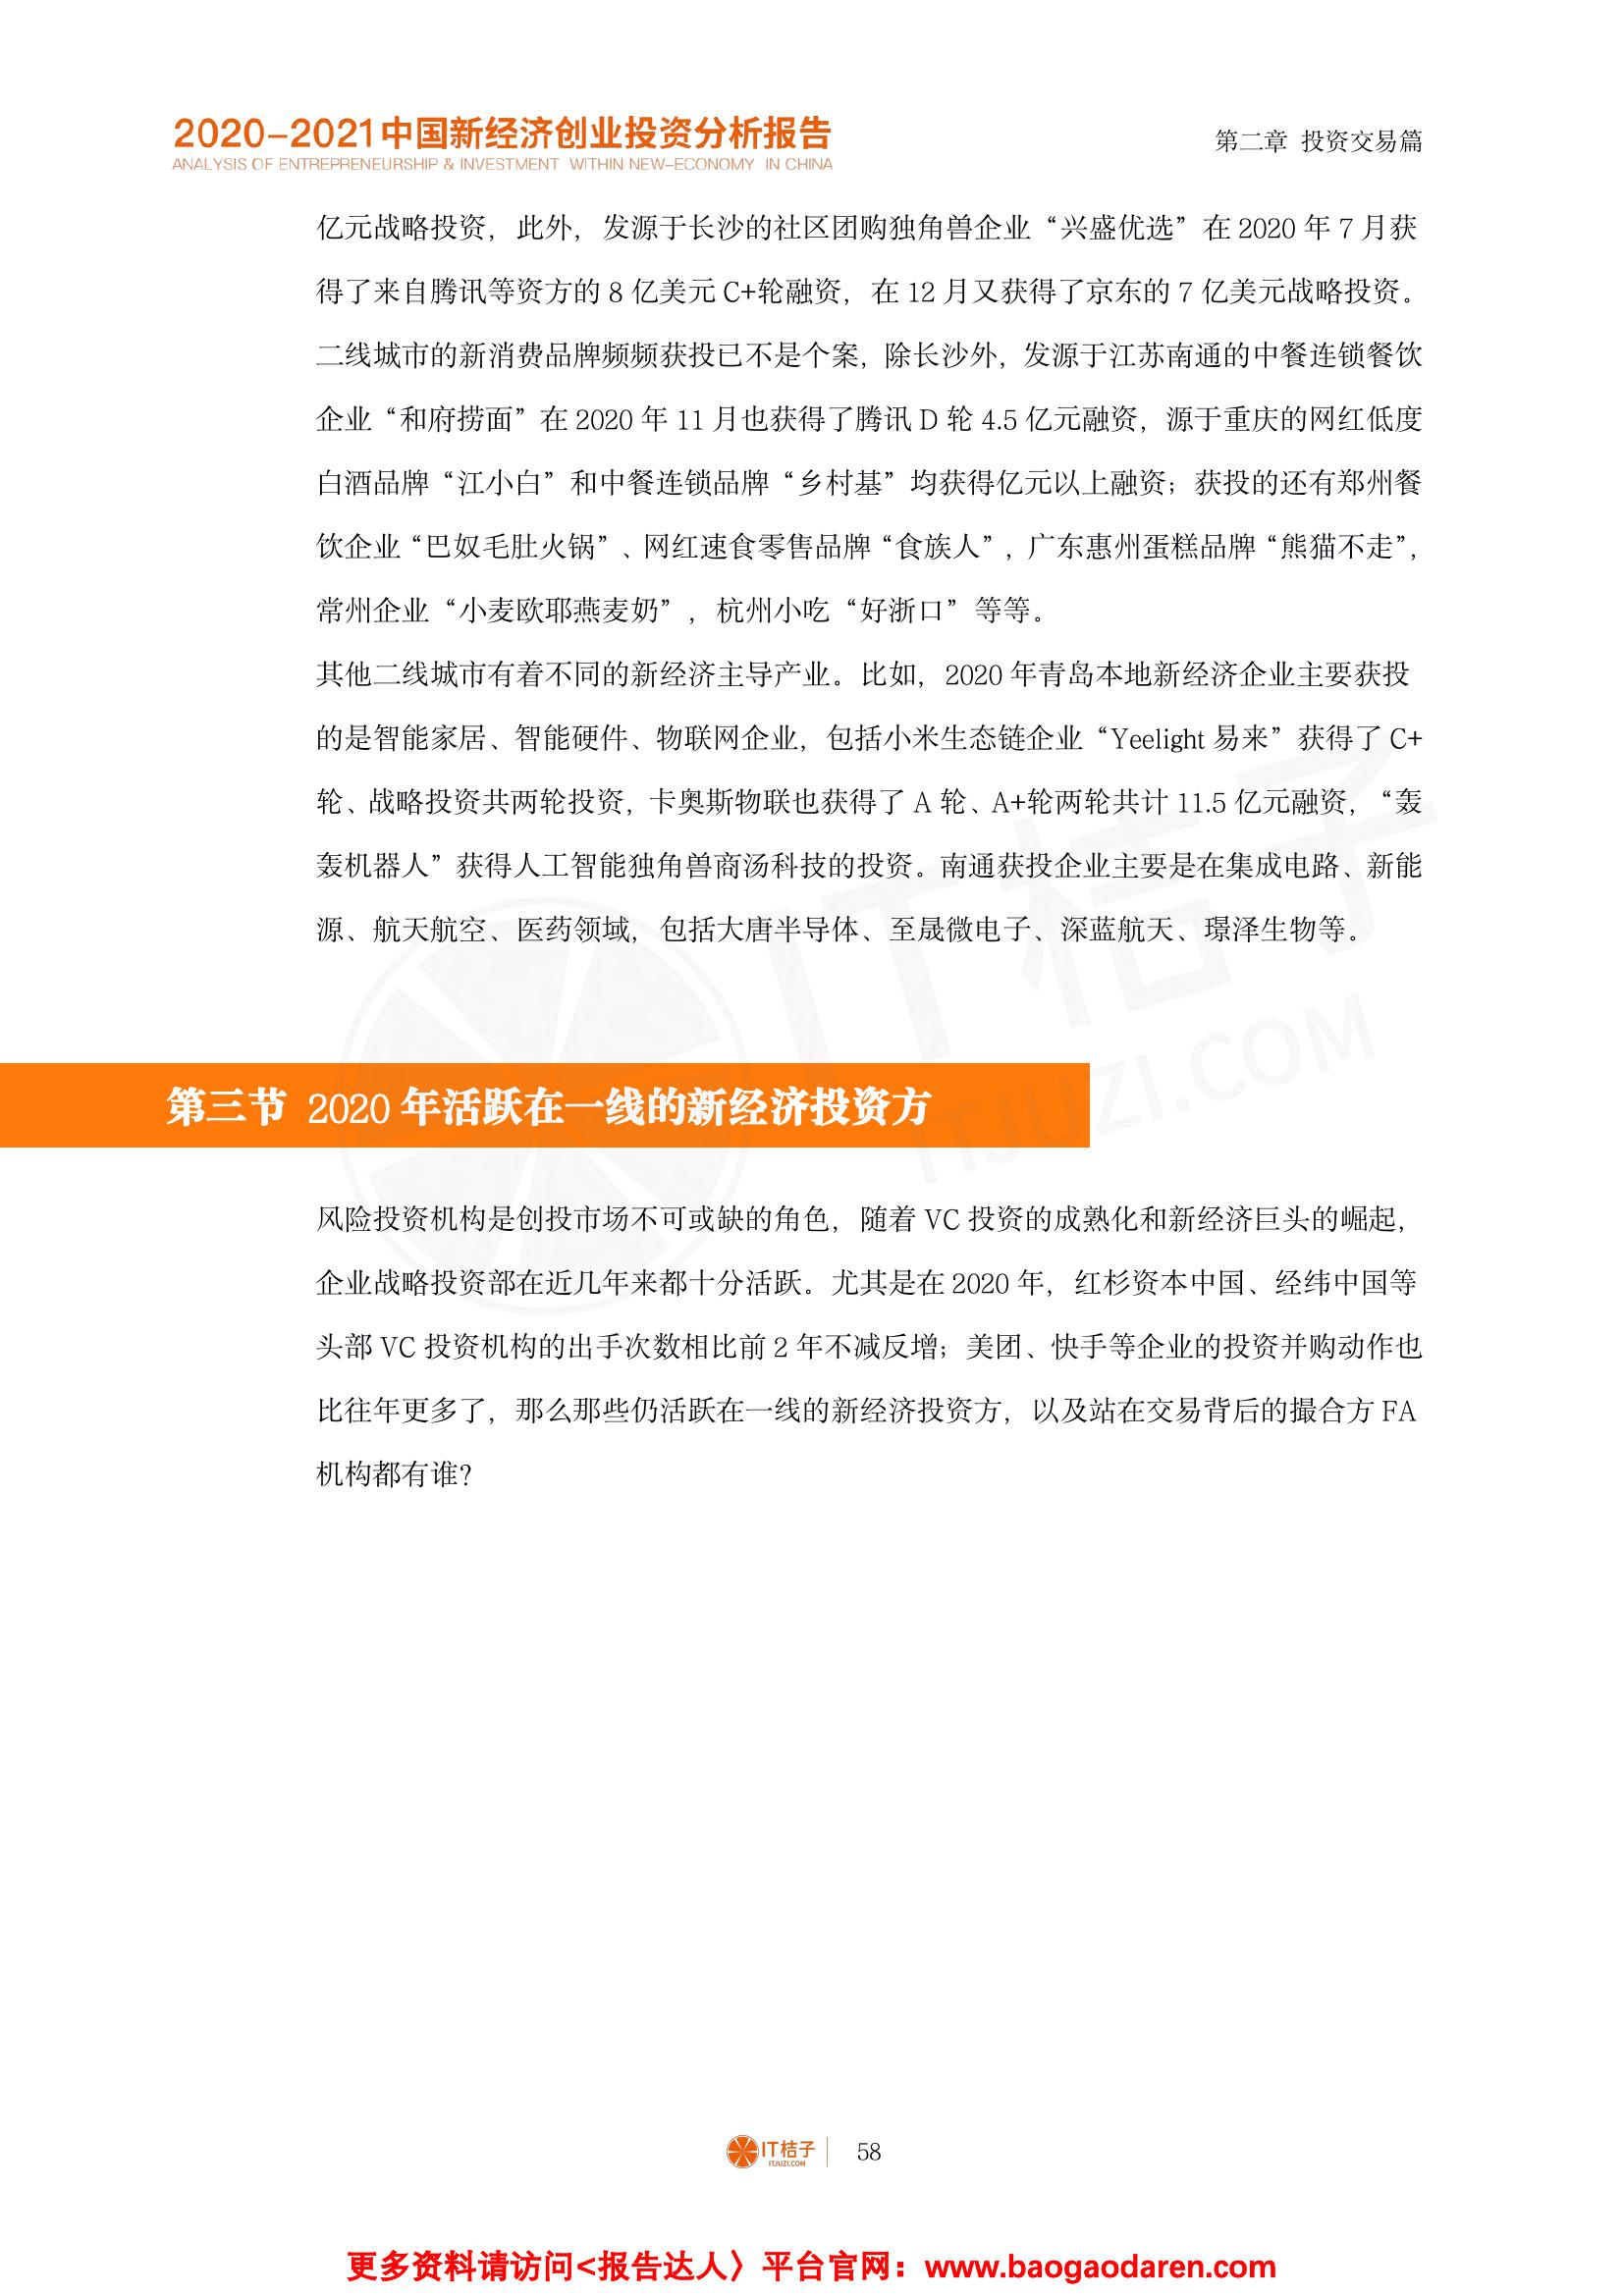 2020-2021中国新经济创业投资分析报告
ANALYSIS OF ENTREPRENEURSHIP & INVESTMENT WITHIN NEW-ECONOMY IN CHINA
第二章 投资交易篇
亿元战略投资，此外，发源于长沙的社区团购独角兽企业“兴盛优选”在 2020 年 7 月获
得了来自腾讯等资方的 8 亿美元 C+轮融资，在 12 月又获得了京东的 7 亿美元战略投资。
二线城市的新消费品牌频频获投已不是个案，除长沙外，发源于江苏南通的中餐连锁餐饮
企业“和府捞面”在 2020 年 11 月也获得了腾讯 D 轮 4.5 亿元融资，源于重庆的网红低度
白酒品牌“江小白”和中餐连锁品牌“乡村基”均获得亿元以上融资；获投的还有郑州餐
饮企业“巴奴毛肚火锅”、网红速食零售品牌“食族人”，广东惠州蛋糕品牌“熊猫不走”，
常州企业“小麦欧耶燕麦奶”，杭州小吃“好浙口”等等。
其他二线城市有着不同的新经济主导产业。比如，2020 年青岛本地新经济企业主要获投
的是智能家居、智能硬件、物联网企业，包括小米生态链企业“Yeelight 易来”获得了 C+
轮、战略投资共两轮投资，卡奥斯物联也获得了 A 轮、A+轮两轮共计 11.5 亿元融资，“轰
轰机器人”获得人工智能独角兽商汤科技的投资。南通获投企业主要是在集成电路、新能
源、航天航空、医药领域，包括大唐半导体、至晟微电子、深蓝航天、璟泽生物等。
IT桔子
ITJUZI.COM
第三节 2020 年活跃在一线的新经济投资方
风险投资机构是创投市场不可或缺的角色，随着 VC 投资的成熟化和新经济巨头的崛起，
企业战略投资部在近几年来都十分活跃。尤其是在 2020 年，红杉资本中国、经纬中国等
头部 VC 投资机构的出手次数相比前 2 年不减反增；美团、快手等企业的投资并购动作也
比往年更多了，那么那些仍活跃在一线的新经济投资方，以及站在交易背后的撮合方 FA
机构都有谁？
IT桔子
ITJUZI.COM
58
更多资料请访问<报告达人〉平台官网：www.baogaodaren.com